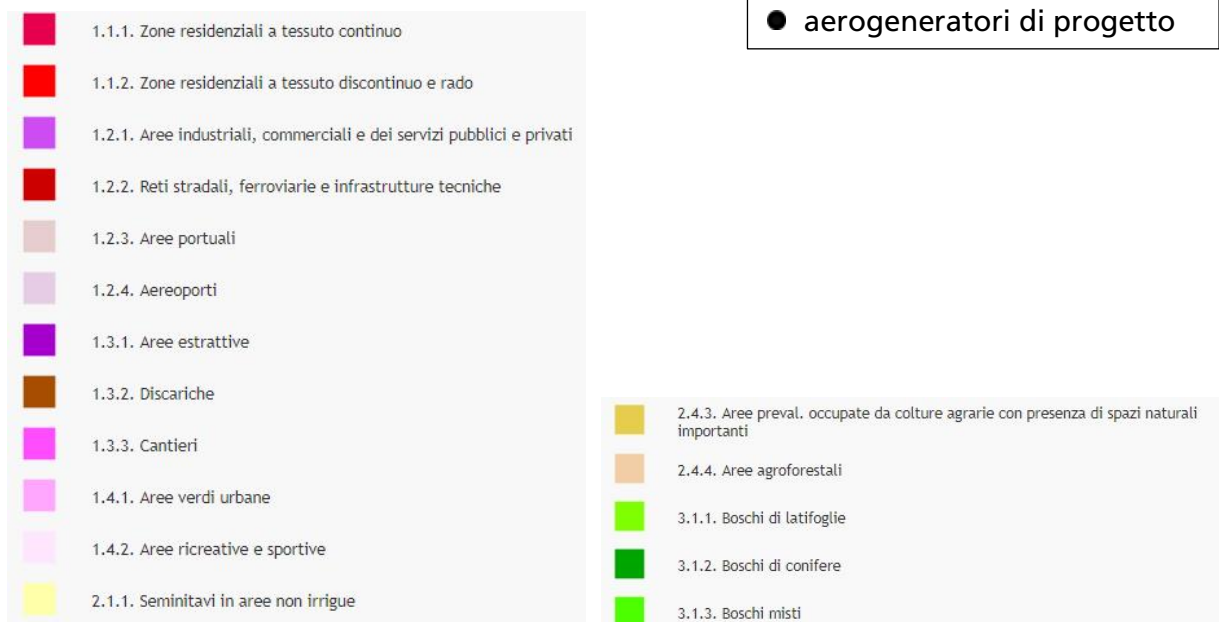 aerogeneratori di progetto
1.1.1. Zone residenziali a tessuto continuo
1.1.2. Zone residenziali a tessuto discontinuo e rado
1.2.1. Aree industriali, commerciali e dei servizi pubblici e privati
1.2.2. Reti stradali, ferroviarie e infrastrutture tecniche
1.2.3. Aree portuali
1.2.4. Aereoporti
1.3.1. Aree estrattive
1.3.2. Discariche
1.3.3. Cantieri
1.4.1. Aree verdi urbane
1.4.2. Aree ricreative e sportive
2.1.1. Seminitavi in aree non irrigue
2.4.3. Aree preval. occupate da colture agrarie con presenza di spazi naturali
importanti
2.4.4. Aree agroforestali
3.1.1. Boschi di latifoglie
3.1.2. Boschi di conifere
3.1.3. Boschi misti